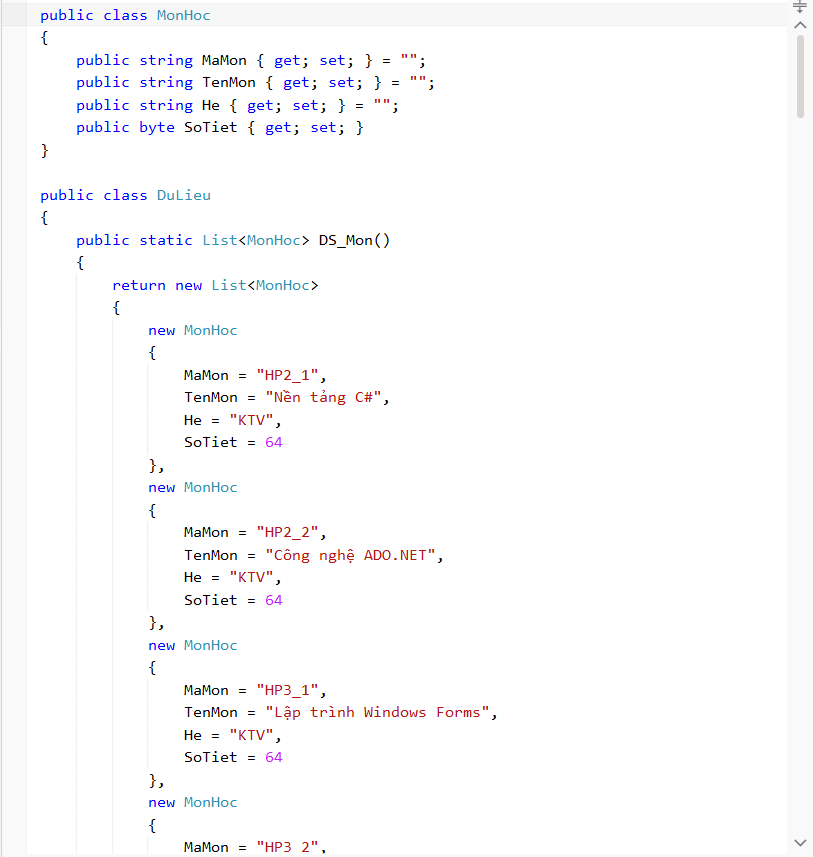 public class MonHoc
{
    public string MaMon { get; set; } = "";
    public string TenMon { get; set; } = "";
    public string He { get; set; } = "";
    public byte SoTiet { get; set; }
}

public class DuLieu
{
    public static List<MonHoc> DS_Mon()
    {
        return new List<MonHoc>
        {
            new MonHoc
            {
                MaMon = "HP2_1",
                TenMon = "Nền tảng C#",
                He = "KTV",
                SoTiet = 64
            },
            new MonHoc
            {
                MaMon = "HP2_2",
                TenMon = "Công nghệ ADO.NET",
                He = "KTV",
                SoTiet = 64
            },
            new MonHoc
            {
                MaMon = "HP3_1",
                TenMon = "Lập trình Windows Forms",
                He = "KTV",
                SoTiet = 64
            },
            new MonHoc
            {
                MaMon = "HP3_2",